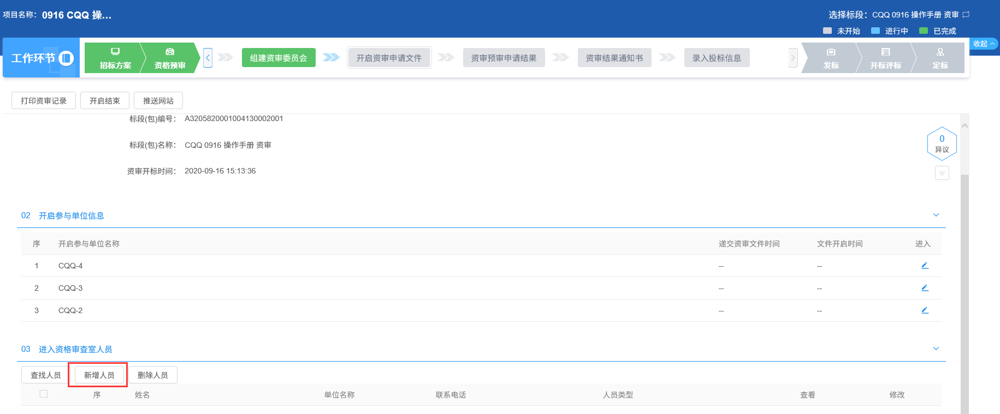 项目名称： 0916 CQQ 操...
选择标段： CQQ 0916 操作手册 资审
未开始 进行中 已完成
收起
工作环节
招标方案 资格预审 组建资审委员会 开启资审申请文件 资审预审申请结果 资审结果通知书 录入投标信息 发标 开标评标 定标
打印资审记录 开启结束 推送网站
标段(包)编号： A3205820001004130002001
标段(包)名称： CQQ 0916 操作手册 资审
资审开标时间： 2020-09-16 15:13:36
0
异议
02 开启参与单位信息
序 开启参与单位名称 递交资审文件时间 文件开启时间 进入
1 CQQ-4 -- --
2 CQQ-3 -- --
3 CQQ-2 -- --
03 进入资格审查室人员
查找人员 新增人员 删除人员
序 姓名 单位名称 联系电话 人员类型 查看 修改